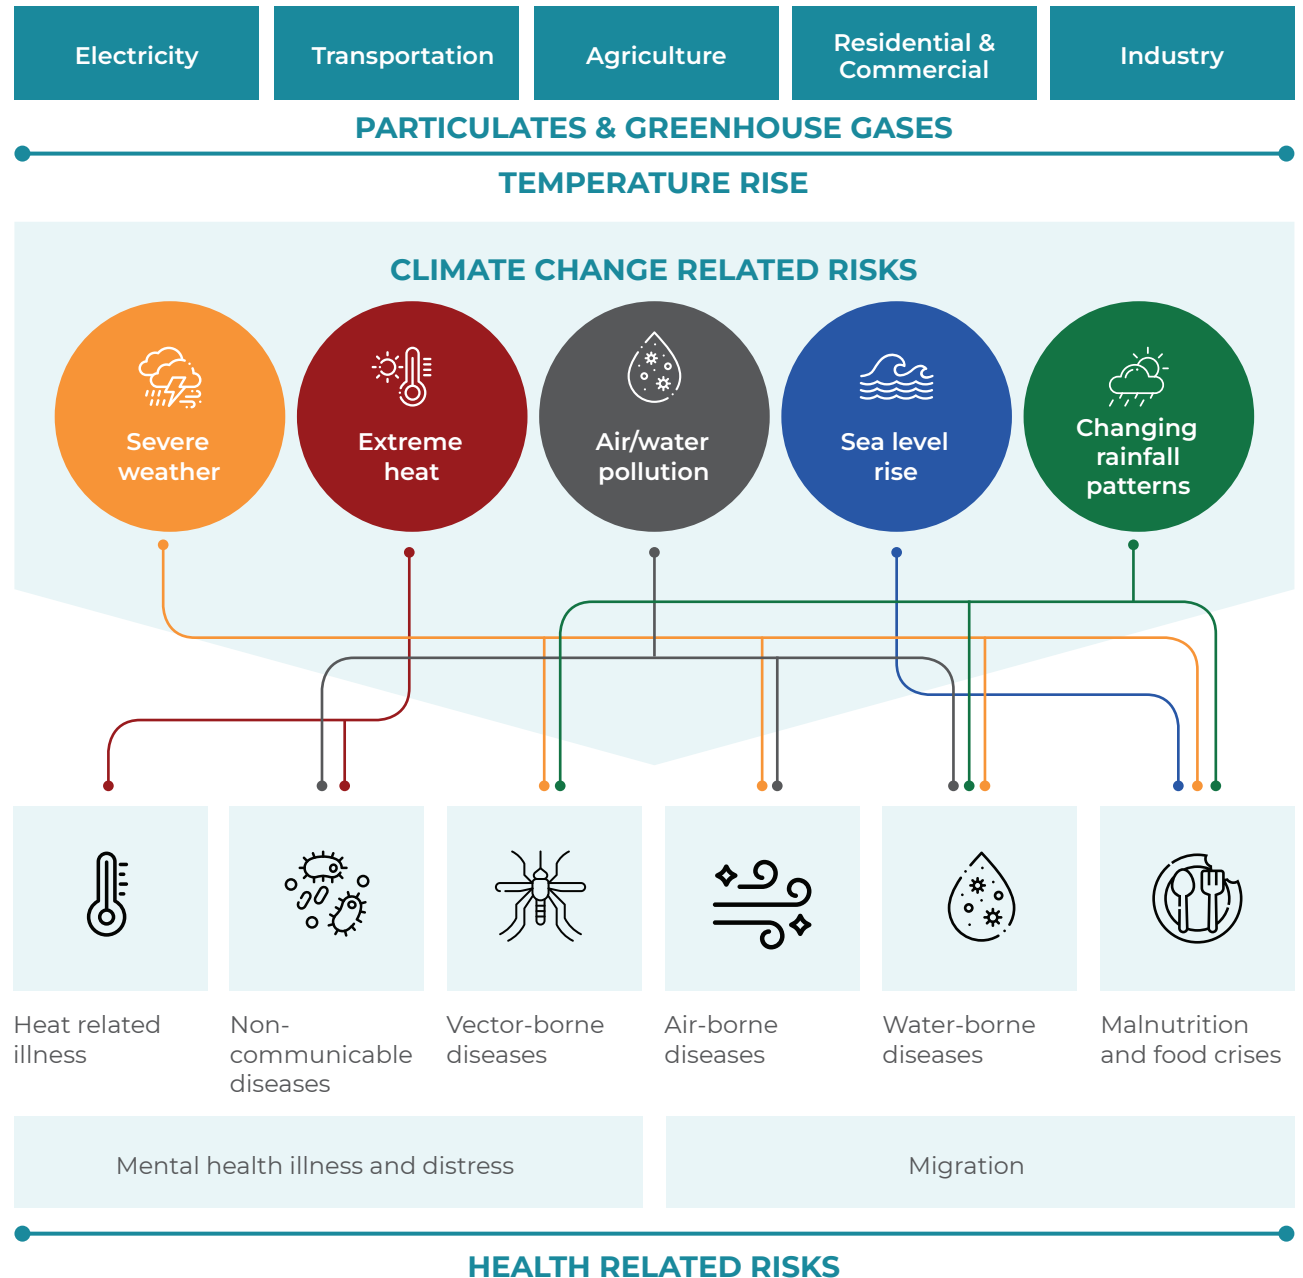 Electricity
Transportation
Agriculture
Residential &
Commercial
Industry
PARTICULATES & GREENHOUSE GASES
TEMPERATURE RISE
CLIMATE CHANGE RELATED RISKS
Severe
weather
Extreme
heat
Air/water
pollution
Sea level
rise
Changing
rainfall
patterns
Heat related
illness
Non-
communicable
diseases
Vector-borne
diseases
Air-borne
diseases
Water-borne
diseases
Malnutrition
and food crises
Mental health illness and distress
Migration
HEALTH RELATED RISKS